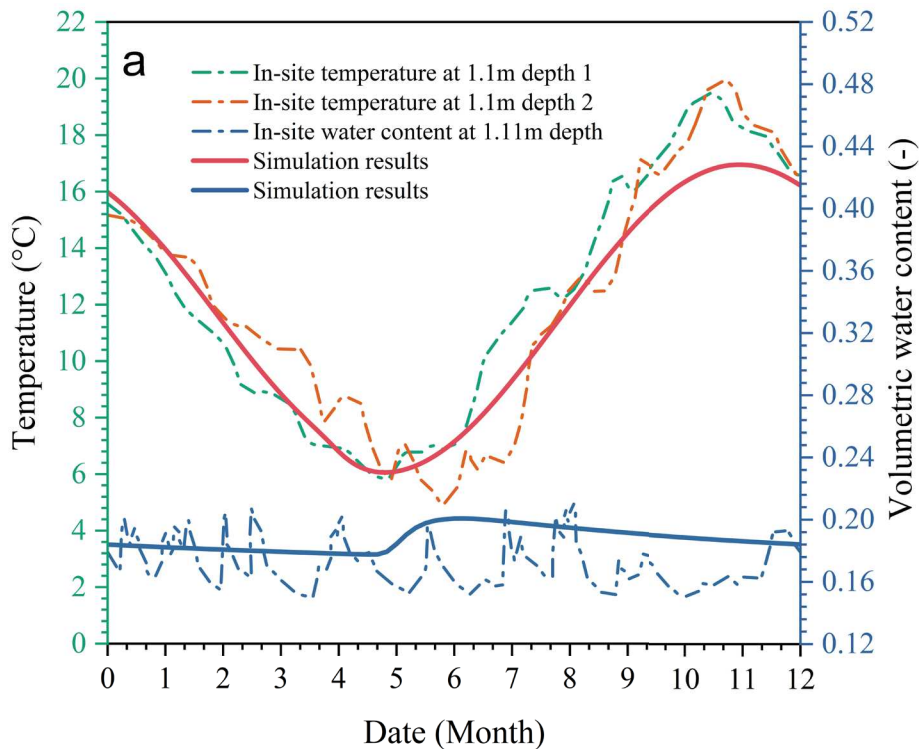 a
In-site temperature at 1.1m depth 1
In-site temperature at 1.1m depth 2
In-site water content at 1.11m depth
Simulation results
Simulation results
Temperature (°C)
22
20
18
16
14
12
10
8
6
4
2
0
Volumetric water content (-)
0.52
0.48
0.44
0.40
0.36
0.32
0.28
0.24
0.20
0.16
0.12
0 1 2 3 4 5 6 7 8 9 10 11 12
Date (Month)